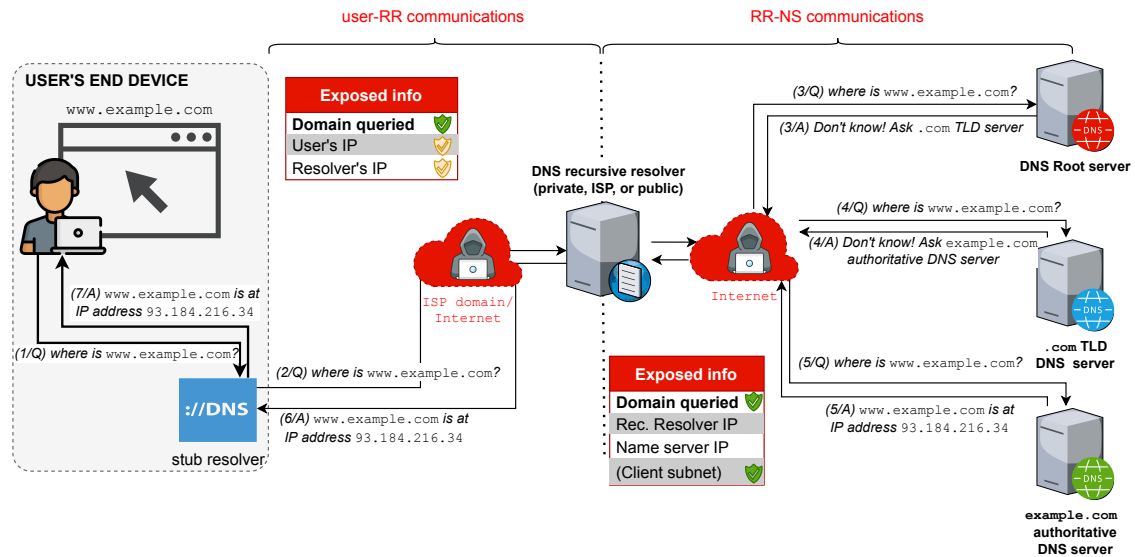 user-RR communications
RR-NS communications
USER'S END DEVICE
www.example.com
Exposed info
Domain queried
User's IP
Resolver's IP
DNS recursive resolver
(private, ISP, or public)
(3/Q) where is www.example.com?
(3/A) Don't know! Ask .com TLD server
DNS
DNS Root server
(4/Q) where is www.example.com?
(4/A) Don't know! Ask example.com
authoritative DNS server
DNS
.com TLD
DNS server
ISP domain/
Internet
Internet
(7/A) www.example.com is at
IP address 93.184.216.34
(1/Q) where is www.example.com?
(2/Q) where is www.example.com?
(6/A) www.example.com is at
IP address 93.184.216.34
://DNS
stub resolver
Exposed info
Domain queried
Rec. Resolver IP
Name server IP
(Client subnet)
(5/Q) where is www.example.com?
(5/A) www.example.com is at
IP address 93.184.216.34
DNS
example.com
authoritative
DNS server